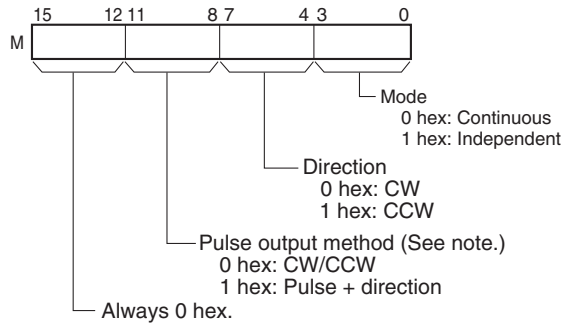 15 12 11 8 7 4 3 0
M
Mode
0 hex: Continuous
1 hex: Independent
Direction
0 hex: CW
1 hex: CCW
Pulse output method (See note.)
0 hex: CW/CCW
1 hex: Pulse + direction
Always 0 hex.